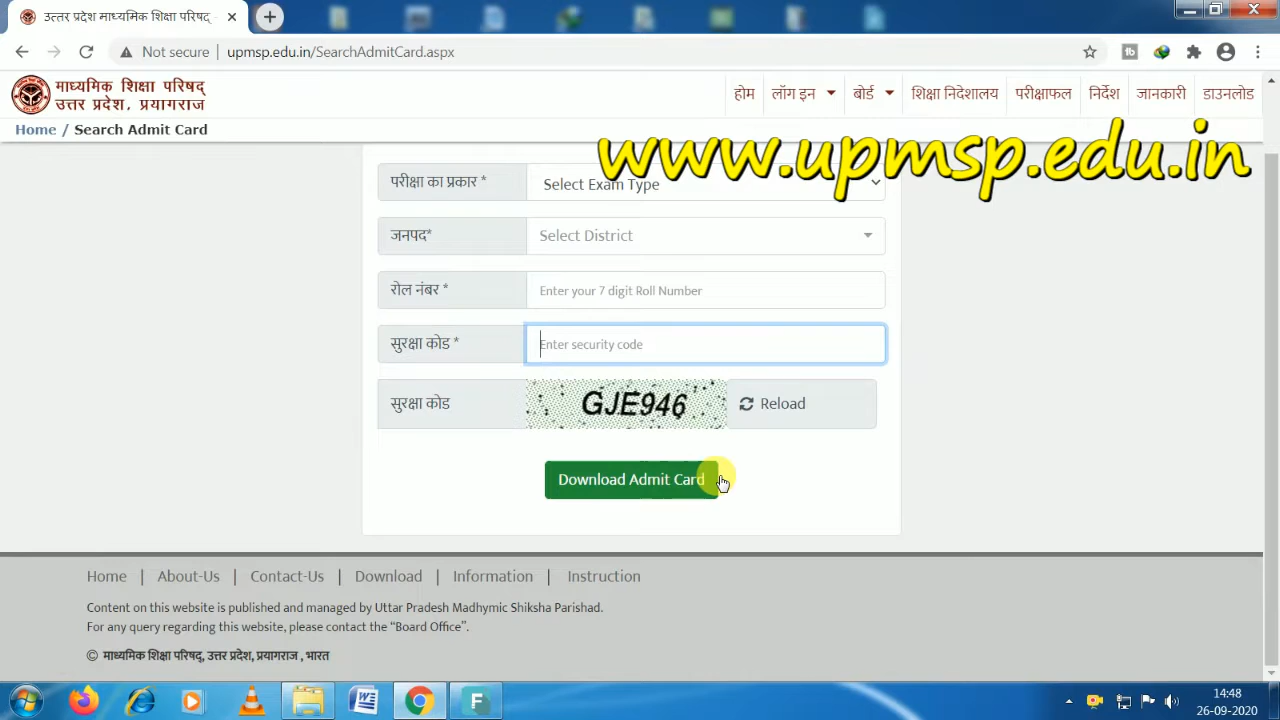 उत्तर प्रदेश माध्यमिक शिक्षा परिषद्
Not secure | upmsp.edu.in/SearchAdmitCard.aspx
माध्यमिक शिक्षा परिषद्
उत्तर प्रदेश, प्रयागराज
होम लॉग इन बोर्ड शिक्षा निदेशालय परीक्षाफल निर्देश जानकारी डाउनलोड
Home / Search Admit Card
www.upmsp.edu.in
परीक्षा का प्रकार * Select Exam Type
जनपद* Select District
रोल नंबर * Enter your 7 digit Roll Number
सुरक्षा कोड * Enter security code
सुरक्षा कोड GJE946 Reload
Download Admit Card
Home | About-Us | Contact-Us | Download | Information | Instruction
Content on this website is published and managed by Uttar Pradesh Madhymic Shiksha Parishad.
For any query regarding this website, please contact the “Board Office”.
© माध्यमिक शिक्षा परिषद्, उत्तर प्रदेश, प्रयागराज , भारत
14:48
26-09-2020